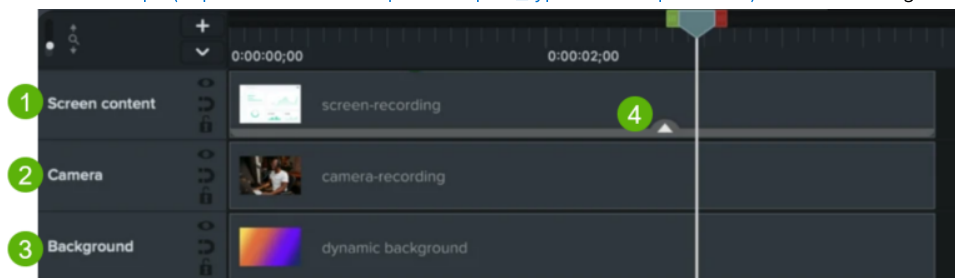 +
0:00:00;00 0:00:02;00
1 Screen content screen-recording 4
2 Camera camera-recording
3 Background dynamic background